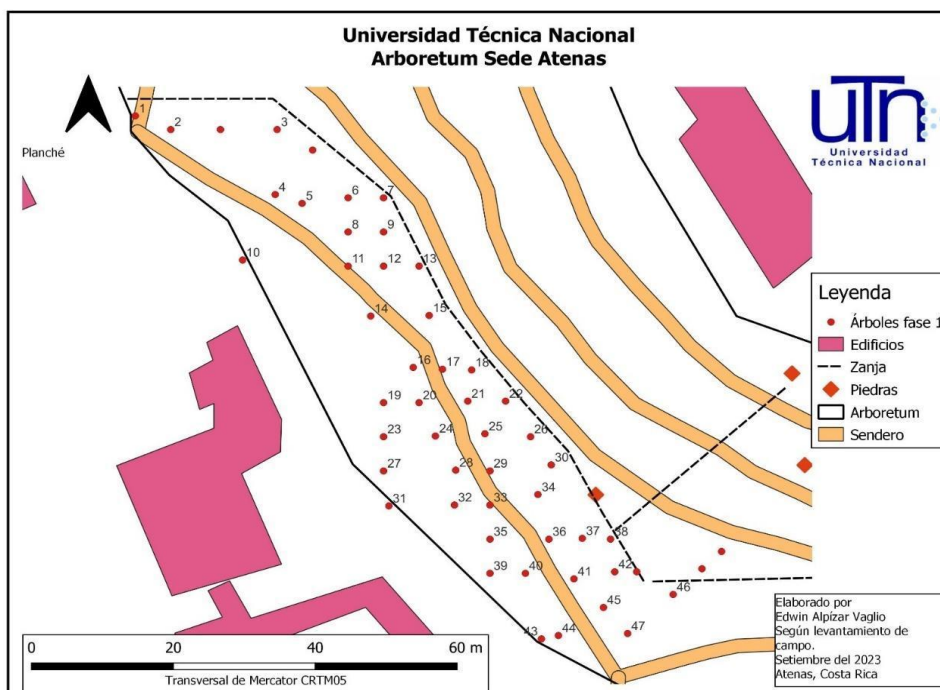 Universidad Técnica Nacional
Arboretum Sede Atenas
UTN
Universidad
Técnica Nacional
Planché
1
2
3
4
5
6
7
8
9
10
11
12
13
14
15
16
17
18
19
20
21
22
23
24
25
26
27
28
29
30
31
32
33
34
35
36
37
38
39
40
41
42
43
44
45
46
47
Leyenda
Árboles fase 1
Edificios
Zanja
Piedras
Arboretum
Sendero
0 20 40 60 m
Transversal de Mercator CRTM05
Elaborado por
Edwin Alpízar Vaglio
Según levantamiento de
campo.
Setiembre del 2023
Atenas, Costa Rica